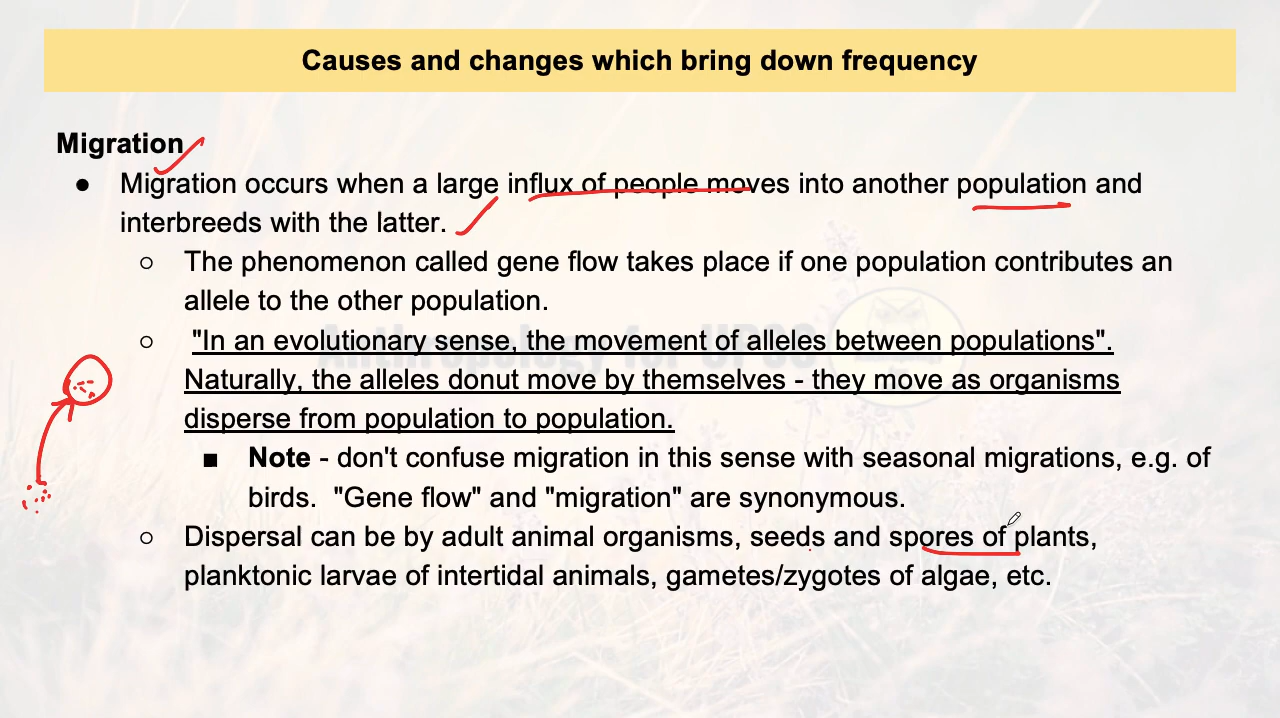 Causes and changes which bring down frequency
Migration
● Migration occurs when a large influx of people moves into another population and
interbreeds with the latter.
○ The phenomenon called gene flow takes place if one population contributes an
allele to the other population.
○ "In an evolutionary sense, the movement of alleles between populations".
Naturally, the alleles donut move by themselves - they move as organisms
disperse from population to population.
■ Note - don't confuse migration in this sense with seasonal migrations, e.g. of
birds. "Gene flow" and "migration" are synonymous.
○ Dispersal can be by adult animal organisms, seeds and spores of plants,
planktonic larvae of intertidal animals, gametes/zygotes of algae, etc.
Anthropology for UPSC